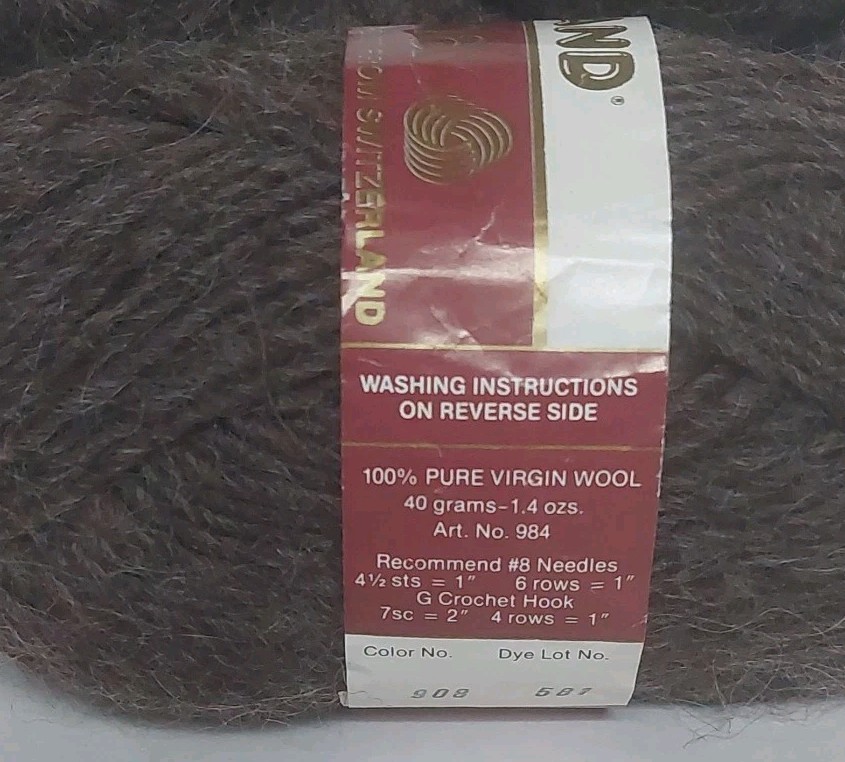 AND®
FROM SWITZERLAND
WASHING INSTRUCTIONS
ON REVERSE SIDE
100% PURE VIRGIN WOOL
40 grams-1.4 ozs.
Art. No. 984
Recommend #8 Needles
4½ sts = 1" 6 rows = 1"
G Crochet Hook
7sc = 2" 4 rows = 1"
Color No. Dye Lot No.
908 587